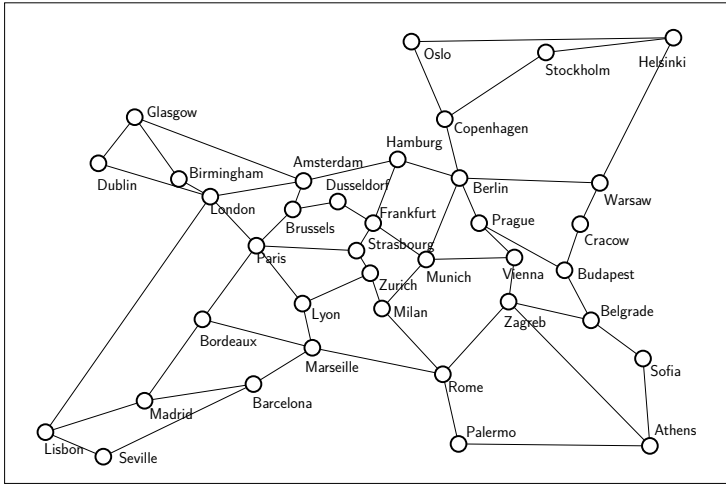 Oslo
Stockholm
Helsinki
Glasgow
Copenhagen
Hamburg
Dublin
Birmingham
Amsterdam
Dusseldorf
Berlin
Warsaw
London
Brussels
Frankfurt
Prague
Cracow
Paris
Strasbourg
Munich
Vienna
Budapest
Zurich
Lyon
Milan
Zagreb
Belgrade
Bordeaux
Marseille
Sofia
Rome
Madrid
Barcelona
Palermo
Athens
Lisbon
Seville